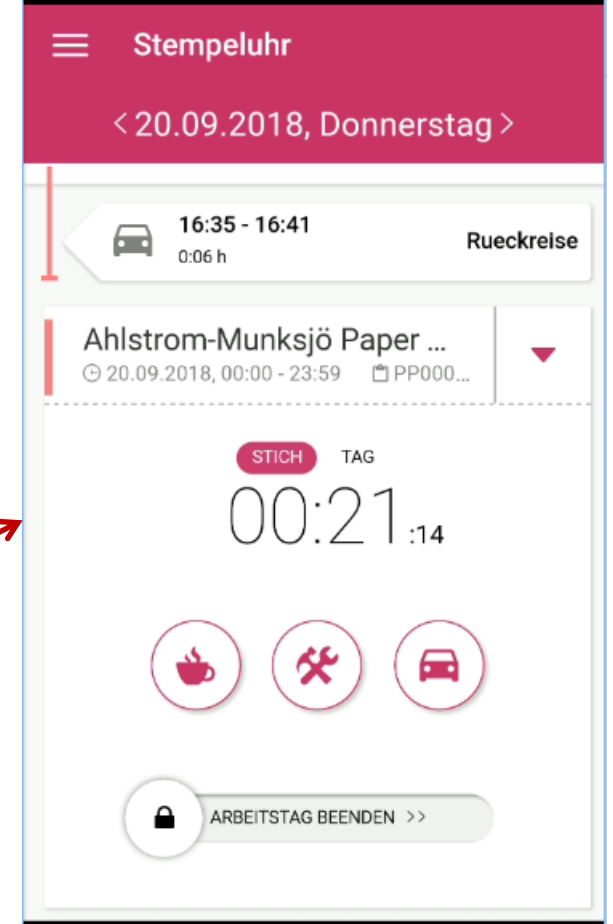 Stempeluhr
< 20.09.2018, Donnerstag >
16:35 - 16:41
0:06 h
Rueckreise
Ahlstrom-Munksjö Paper ...
20.09.2018, 00:00 - 23:59 PP000...
STICH TAG
00:21 :14
ARBEITSTAG BEENDEN >>